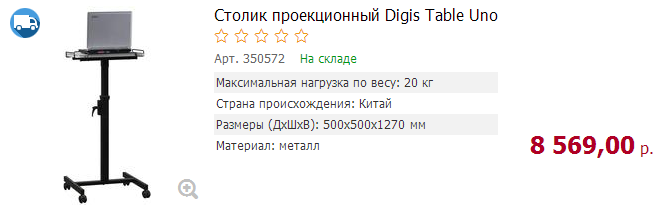 Столик проекционный Digis Table Uno
Арт. 350572 На складе
Максимальная нагрузка по весу: 20 кг
Страна происхождения: Китай
Размеры (ДхШхВ): 500х500х1270 мм
Материал: металл
8 569,00 р.